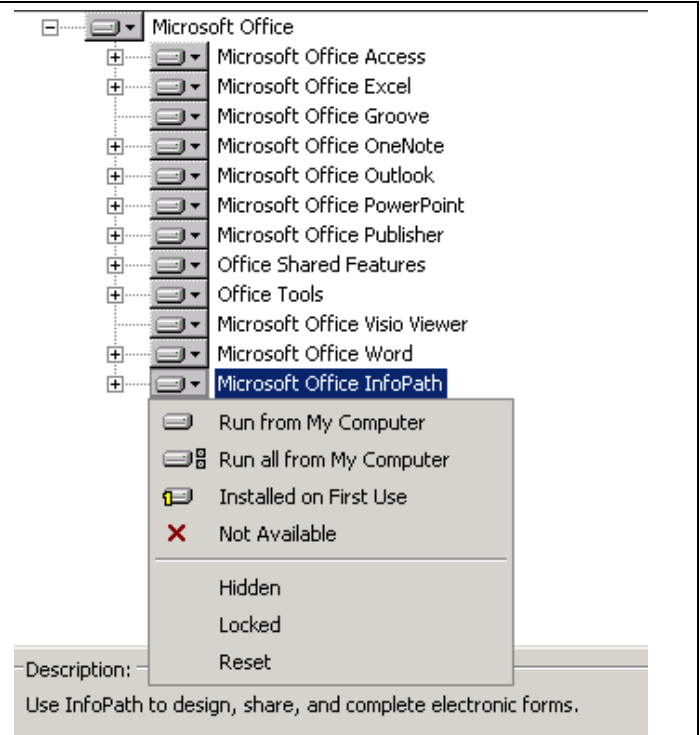 Microsoft Office
Microsoft Office Access
Microsoft Office Excel
Microsoft Office Groove
Microsoft Office OneNote
Microsoft Office Outlook
Microsoft Office PowerPoint
Microsoft Office Publisher
Office Shared Features
Office Tools
Microsoft Office Visio Viewer
Microsoft Office Word
Microsoft Office InfoPath
Run from My Computer
Run all from My Computer
Installed on First Use
Not Available
Hidden
Locked
Reset
Description:
Use InfoPath to design, share, and complete electronic forms.